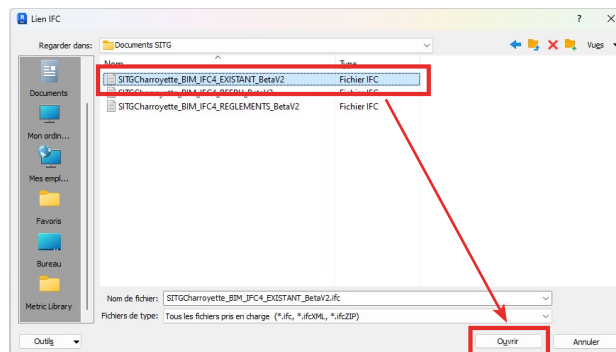 Lien IFC
?
Regarder dans:
Documents SITG
Vues
Nom
Type
SITGCharroyette_BIM_IFC4_EXISTANT_BetaV2
Fichier IFC
SITGCharroyette_BIM_IFC4_REGLEMENTS_BetaV2
Fichier IFC
Documents
Mon ordin...
Mes empl...
Favoris
Bureau
Metric Library
Nom de fichier:
SITGCharroyette_BIM_IFC4_EXISTANT_BetaV2.ifc
Fichiers de type:
Tous les fichiers pris en charge (*.ifc, *.ifcXML, *.ifcZIP)
Outils
Ouvrir
Annuler